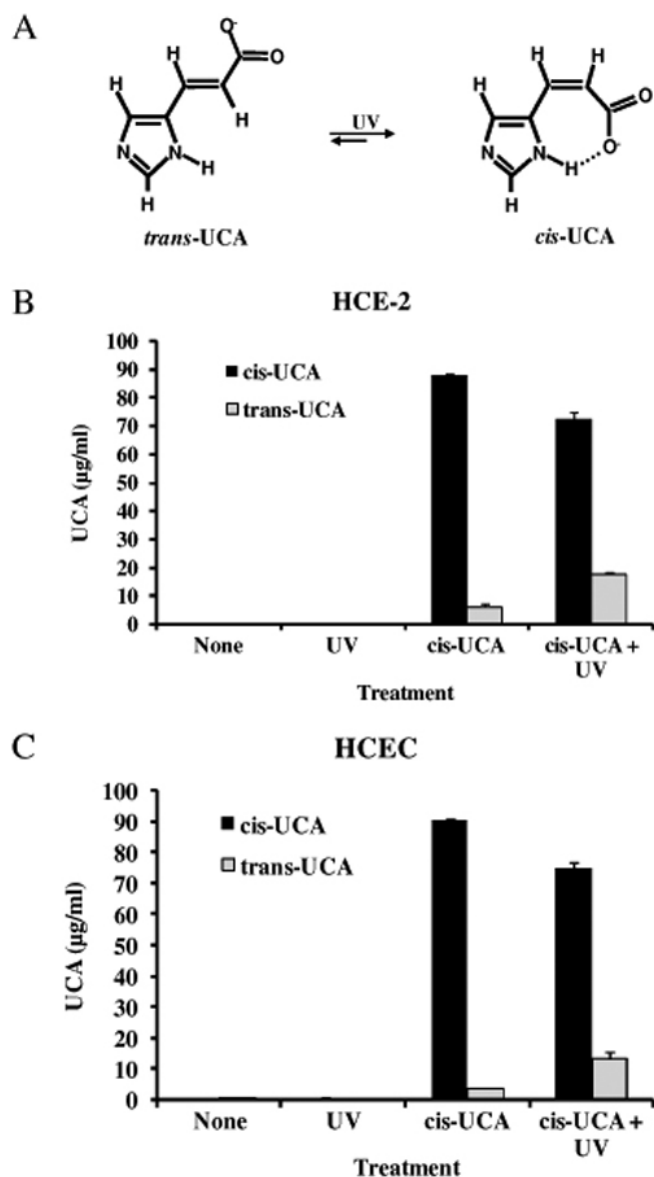 A
O-
H
O
H
H
N
N
H
H
trans-UCA
UV
H
H
H
O
O-
N
N
H
H
cis-UCA
B
HCE-2
UCA (µg/ml)
100
90
80
70
60
50
40
30
20
10
0
cis-UCA
trans-UCA
None
UV
cis-UCA
cis-UCA +
UV
Treatment
C
HCEC
UCA (µg/ml)
100
90
80
70
60
50
40
30
20
10
0
cis-UCA
trans-UCA
None
UV
cis-UCA
cis-UCA +
UV
Treatment